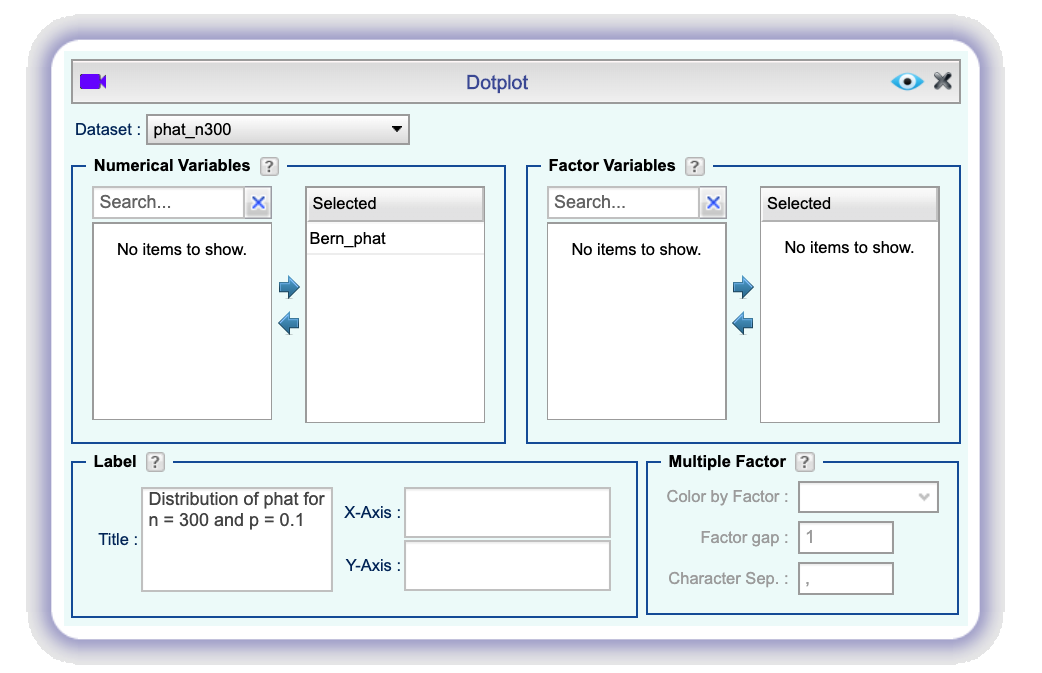 Dotplot
Dataset : phat_n300
Numerical Variables ?
Search...
No items to show.
Selected
Bern_phat
Factor Variables ?
Search...
No items to show.
Selected
No items to show.
Label ?
Title :
Distribution of phat for
n = 300 and p = 0.1
X-Axis :
Y-Axis :
Multiple Factor ?
Color by Factor :
Factor gap : 1
Character Sep. : ,